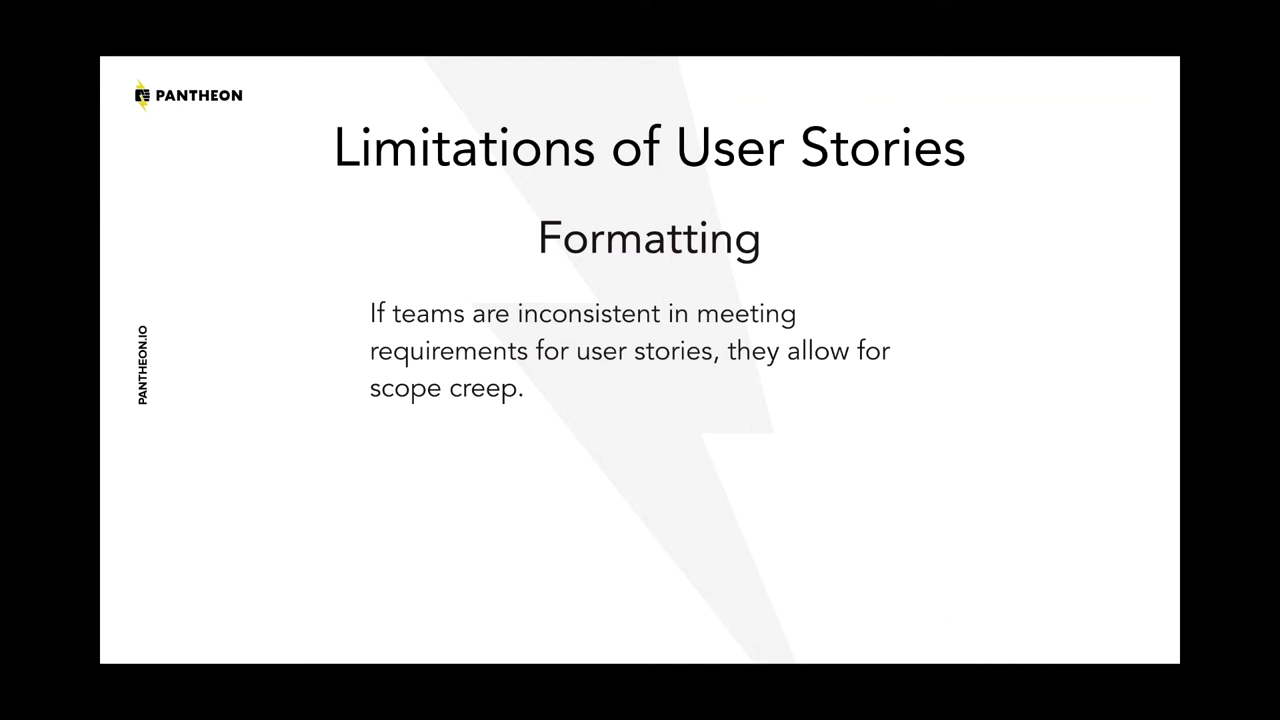 PANTHEON
Limitations of User Stories
Formatting
If teams are inconsistent in meeting
requirements for user stories, they allow for
scope creep.
PANTHEON.IO